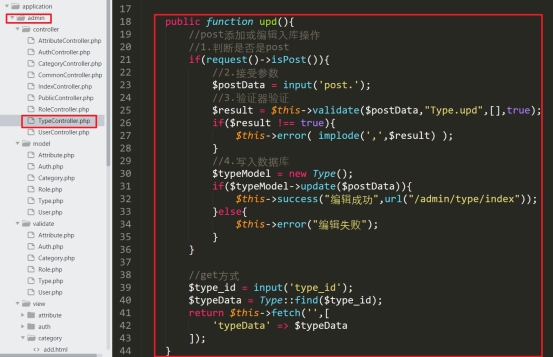 application
admin
controller
AttributeController.php
AuthController.php
CategoryController.php
CommonController.php
IndexController.php
PublicController.php
RoleController.php
TypeController.php
UserController.php
model
Attribute.php
Auth.php
Category.php
Role.php
Type.php
User.php
validate
Attribute.php
Auth.php
Category.php
Role.php
Type.php
User.php
view
attribute
auth
category
add.html
17
18 public function upd(){
19 //post添加或编辑入库操作
20 //1.判断是否是post
21 if(request()->isPost()){
22 //2.接受参数
23 $postData = input('post.');
24 //3.验证器验证
25 $result = $this->validate($postData,"Type.upd",[],true);
26 if($result !== true){
27 $this->error( implode(',',$result) );
28 }
29 //4.写入数据库
30 $typeModel = new Type();
31 if($typeModel->update($postData)){
32 $this->success("编辑成功",url("/admin/type/index"));
33 }else{
34 $this->error("编辑失败");
35 }
36 }
37
38 //get方式
39 $type_id = input('type_id');
40 $typeData = Type::find($type_id);
41 return $this->fetch('',[
42 'typeData' => $typeData
43 ]);
44 }